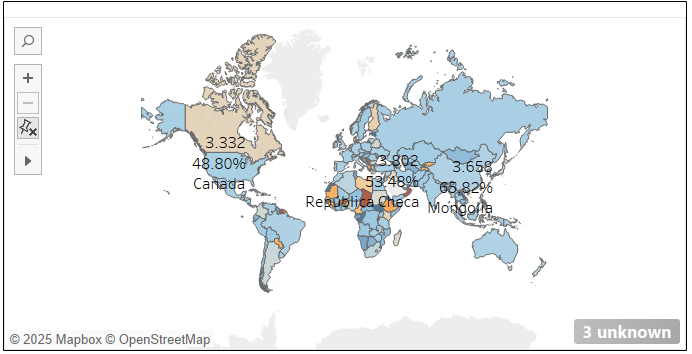 3.332
48.80%
Canada
3.802
53.48%
República Checa
3.658
65.82%
Mongolia
3 unknown
© 2025 Mapbox © OpenStreetMap